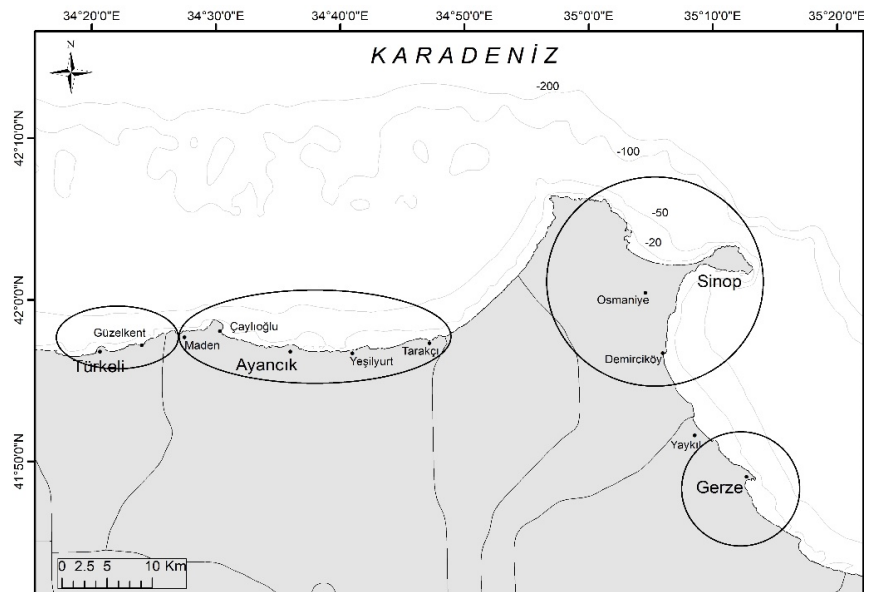 34°20'0"E 34°30'0"E 34°40'0"E 34°50'0"E 35°0'0"E 35°10'0"E 35°20'0"E
N
KARADENİZ
-200
42°10'0"N
-100
-50
-20
42°0'0"N
Sinop
Osmaniye
Güzelkent
Çaylıoğlu
Maden
Tarakçı
Yeşilyurt
Demirciköy
Türkeli
Ayancık
41°50'0"N
Yaykıl
Gerze
0 2.5 5 10 Km